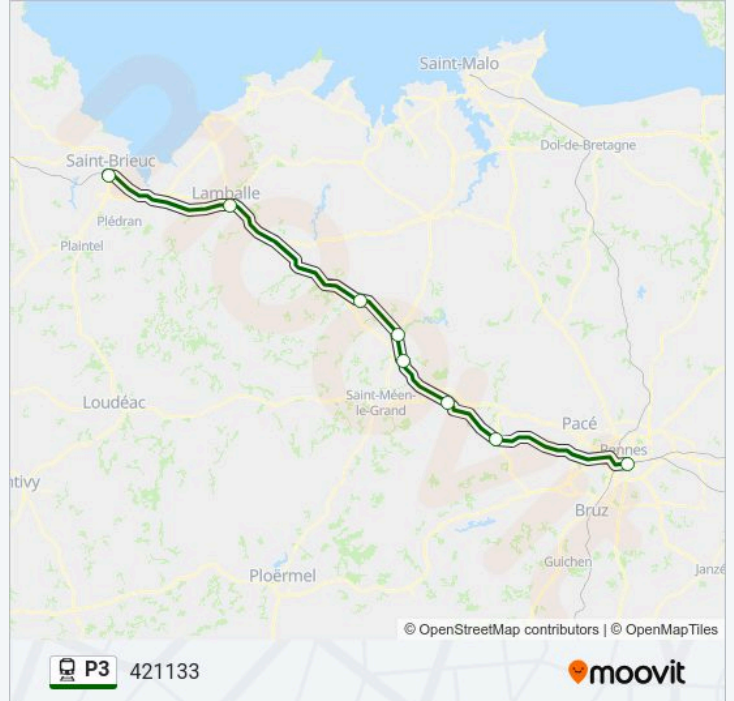 Saint-Malo
Dol-de-Bretagne
Saint-Brieuc
Lamballe
Plédran
Plaintel
Saint-Méen-
le-Grand
Loudéac
Pacé
Rennes
ntivy
Bruz
Guichen
Ploërmel
Janzé
© OpenStreetMap contributors | © OpenMapTiles
P3 421133
moovit